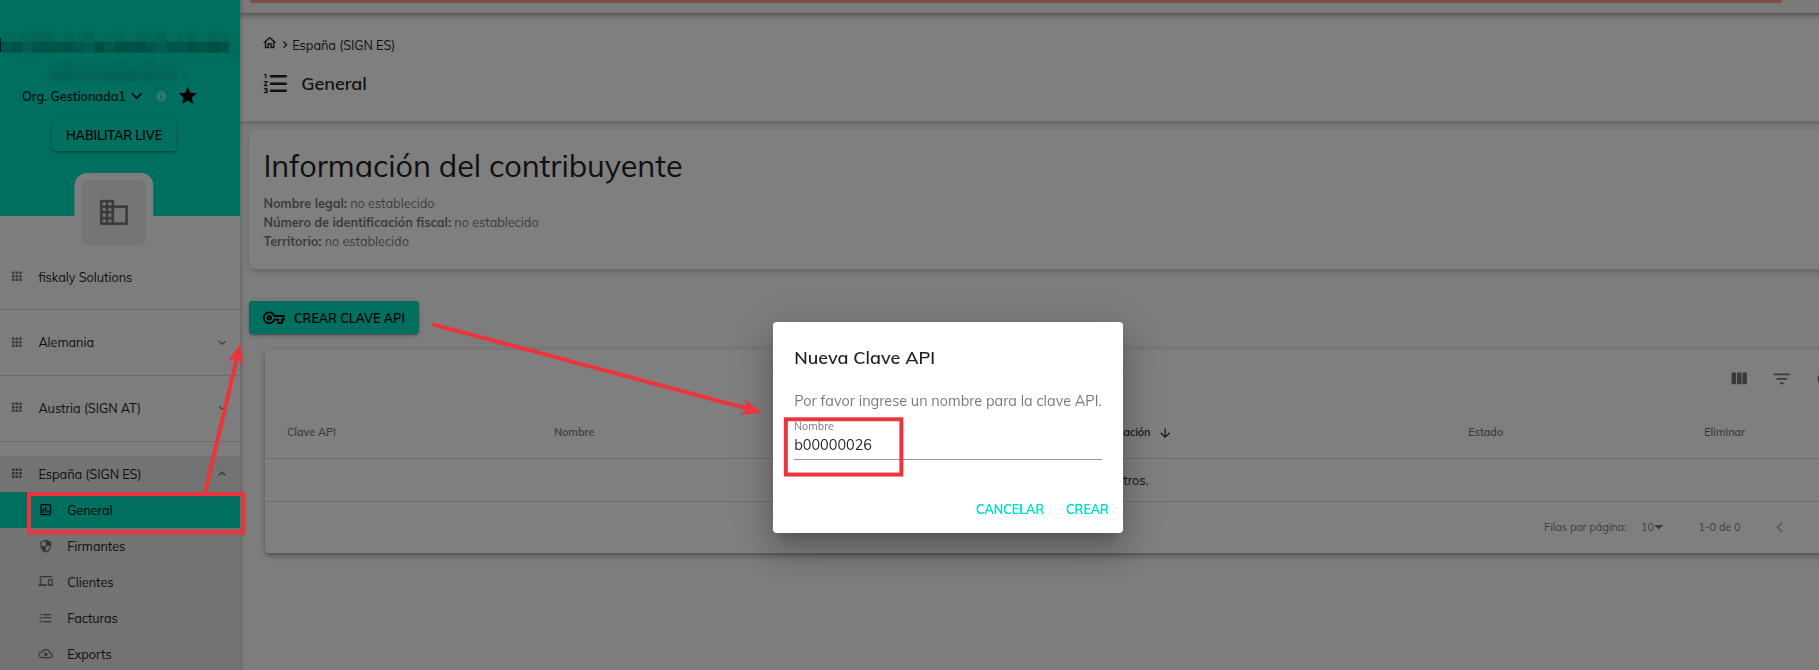 Org. Gestionada1
HABILITAR LIVE
fiskaly Solutions
Alemania
Austria (SIGN AT)
España (SIGN ES)
General
Firmantes
Clientes
Facturas
Exports
España (SIGN ES)
General
Información del contribuyente
Nombre legal: no establecido
Número de identificación fiscal: no establecido
Territorio: no establecido
CREAR CLAVE API
Clave API Nombre ación Estado Eliminar
tros.
Filas por página: 10 1-0 de 0
Nueva Clave API
Por favor ingrese un nombre para la clave API.
Nombre
b00000026
CANCELAR CREAR